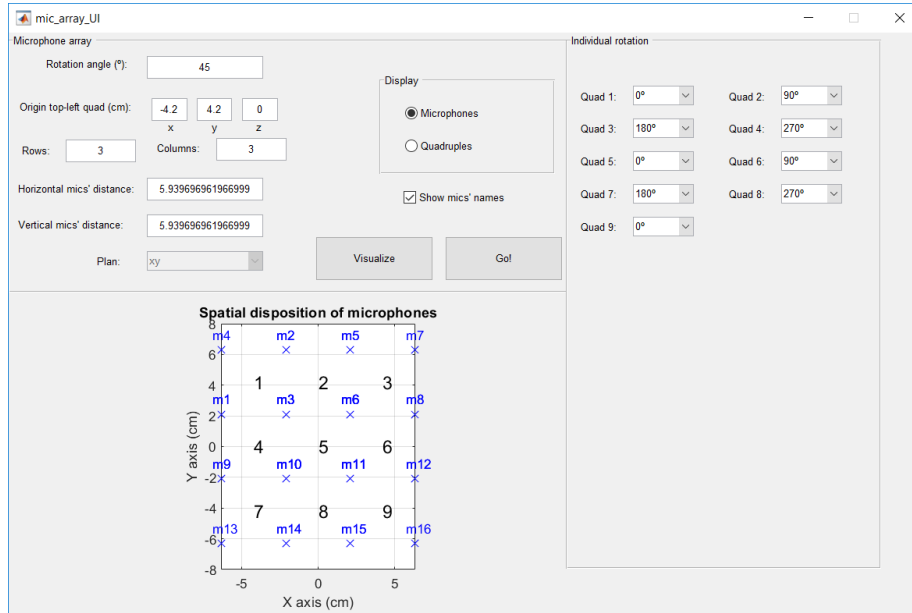 mic_array_UI
Microphone array
Rotation angle (º): 45
Origin top-left quad (cm): -4.2 4.2 0
x y z
Rows: 3 Columns: 3
Horizontal mics' distance: 5.939696961966999
Vertical mics' distance: 5.939696961966999
Plan: xy
Display
Microphones
Quadruples
Show mics' names
Visualize Go!
Individual rotation
Quad 1: 0º Quad 2: 90º
Quad 3: 180º Quad 4: 270º
Quad 5: 0º Quad 6: 90º
Quad 7: 180º Quad 8: 270º
Quad 9: 0º
Spatial disposition of microphones
8
m4 m2 m5 m7
6
4 1 2 3
m1 m3 m6 m8
2
0 4 5 6
m9 m10 m11 m12
-2
-4 7 8 9
m13 m14 m15 m16
-6
-8
Y axis (cm)
-5 0 5
X axis (cm)